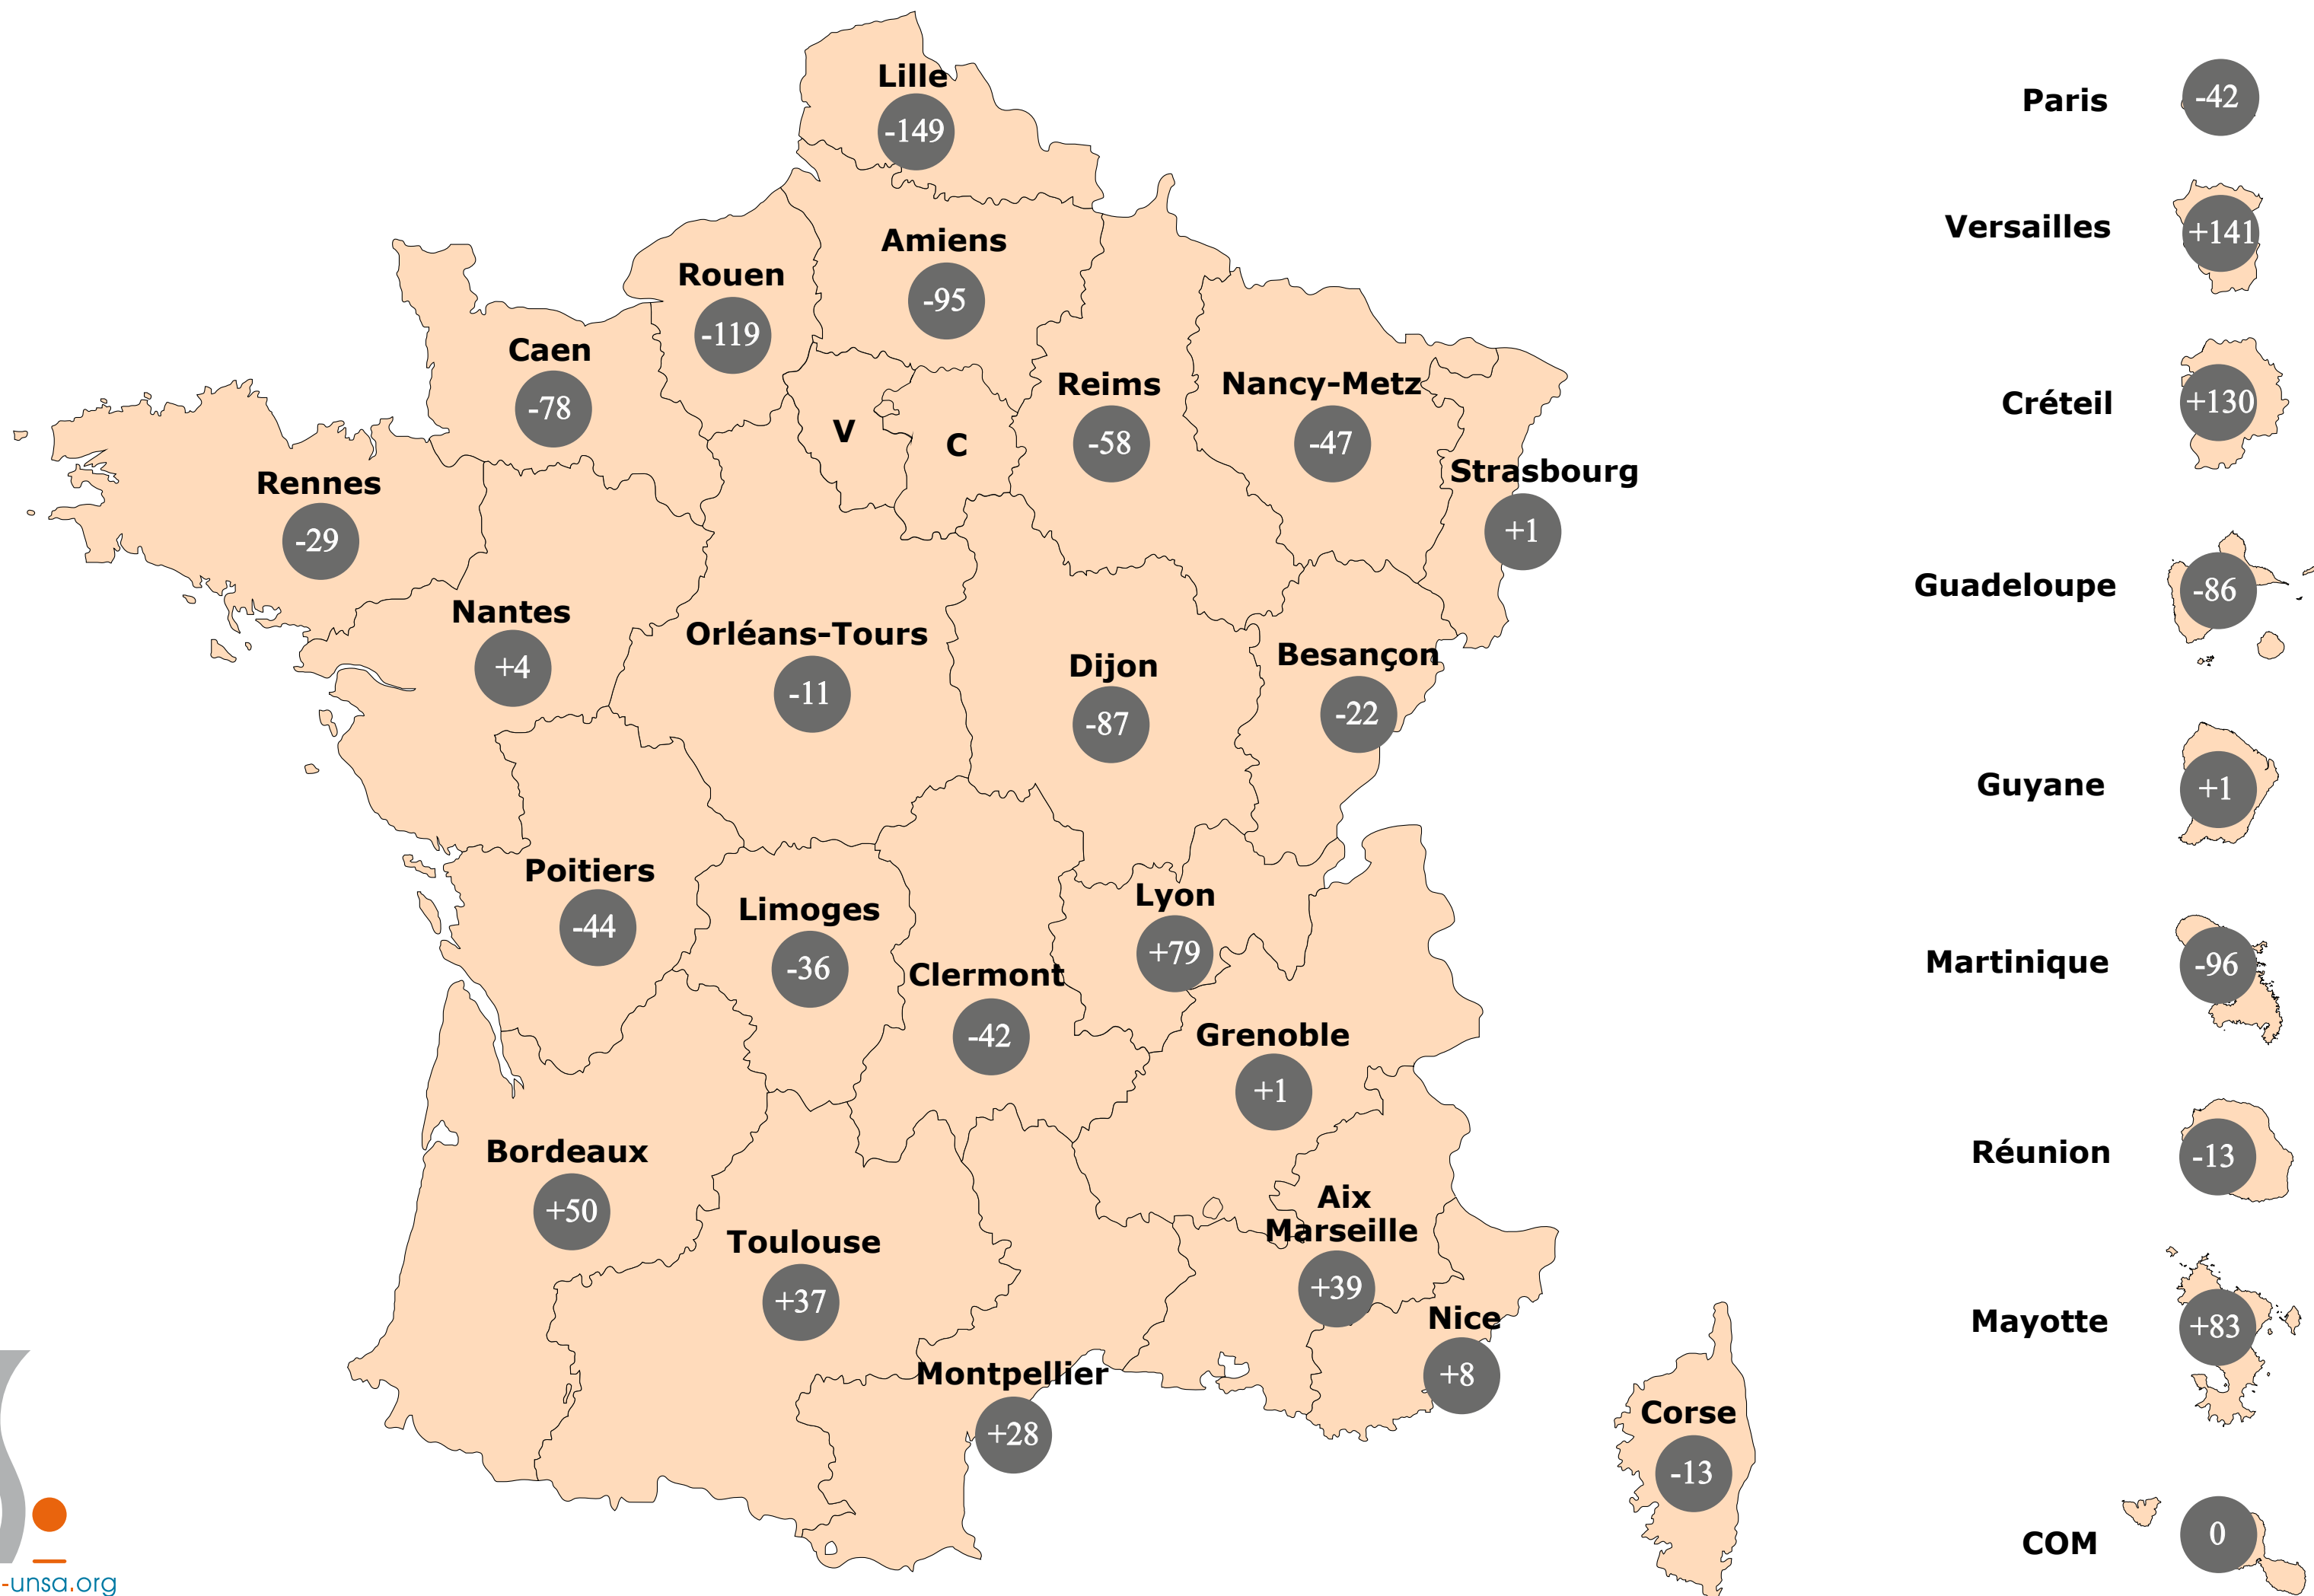 Lille
-149
Amiens
-95
Rouen
-119
Caen
-78
Reims
-58
Nancy-Metz
-47
V
C
Strasbourg
+1
Rennes
-29
Nantes
+4
Orléans-Tours
-11
Dijon
-87
Besançon
-22
Poitiers
-44
Limoges
-36
Lyon
+79
Clermont
-42
Grenoble
+1
Bordeaux
+50
Toulouse
+37
Aix
Marseille
+39
Nice
+8
Montpellier
+28
Corse
-13
Paris
-42
Versailles
+141
Créteil
+130
Guadeloupe
-86
Guyane
+1
Martinique
-96
Réunion
-13
Mayotte
+83
COM
0
-unsa.org